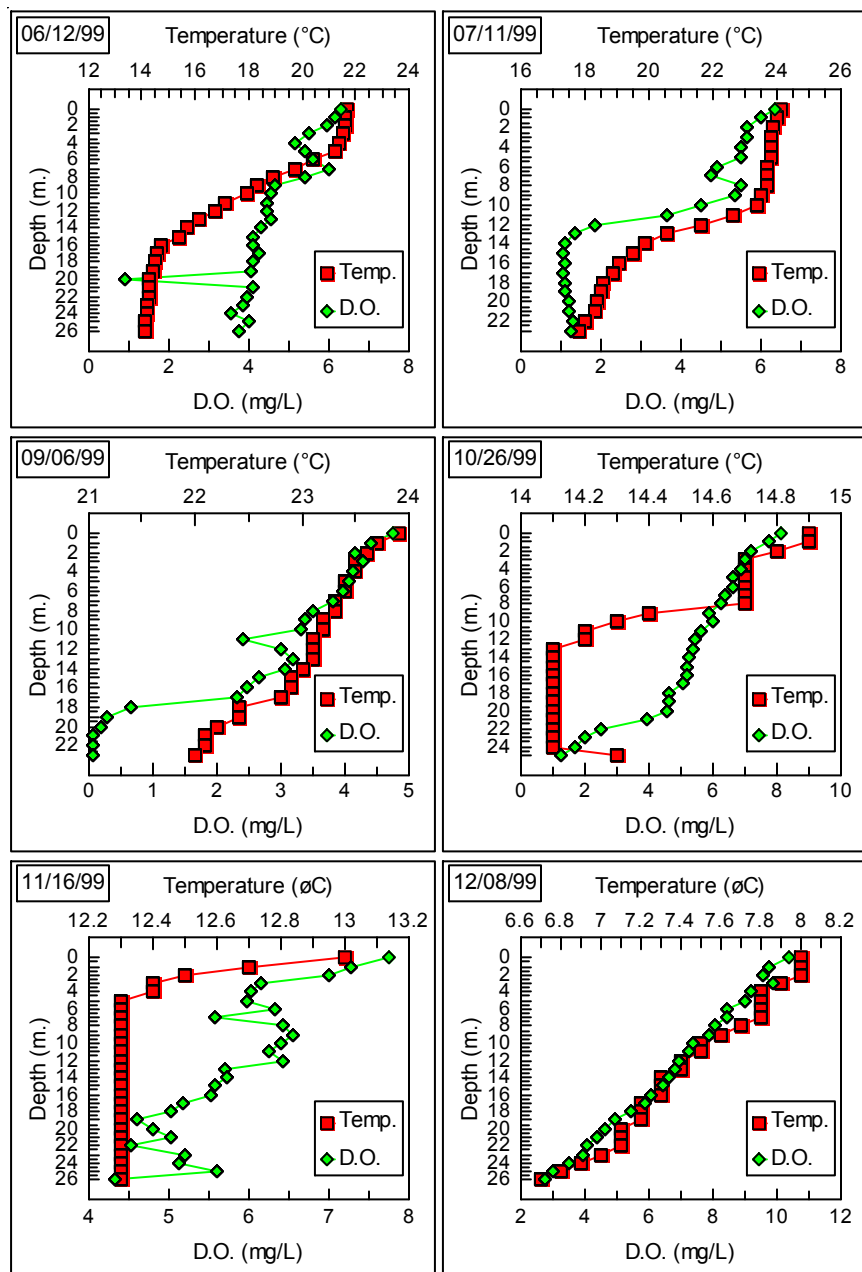 06/12/99
Temperature (°C)
12 14 16 18 20 22 24
0
2
4
6
8
10
12
14
16
18
20
22
24
26
Depth (m.)
Temp.
D.O.
0 2 4 6 8
D.O. (mg/L)
07/11/99
Temperature (°C)
16 18 20 22 24 26
0
2
4
6
8
10
12
14
16
18
20
22
Depth (m.)
Temp.
D.O.
0 2 4 6 8
D.O. (mg/L)
09/06/99
Temperature (°C)
21 22 23 24
0
2
4
6
8
10
12
14
16
18
20
22
Depth (m.)
Temp.
D.O.
0 1 2 3 4 5
D.O. (mg/L)
10/26/99
Temperature (°C)
14 14.2 14.4 14.6 14.8 15
0
2
4
6
8
10
12
14
16
18
20
22
24
Depth (m.)
Temp.
D.O.
0 2 4 6 8 10
D.O. (mg/L)
11/16/99
Temperature (øC)
12.2 12.4 12.6 12.8 13 13.2
0
2
4
6
8
10
12
14
16
18
20
22
24
26
Depth (m.)
Temp.
D.O.
4 5 6 7 8
D.O. (mg/L)
12/08/99
Temperature (øC)
6.6 6.8 7 7.2 7.4 7.6 7.8 8 8.2
0
2
4
6
8
10
12
14
16
18
20
22
24
26
Depth (m.)
Temp.
D.O.
2 4 6 8 10 12
D.O. (mg/L)